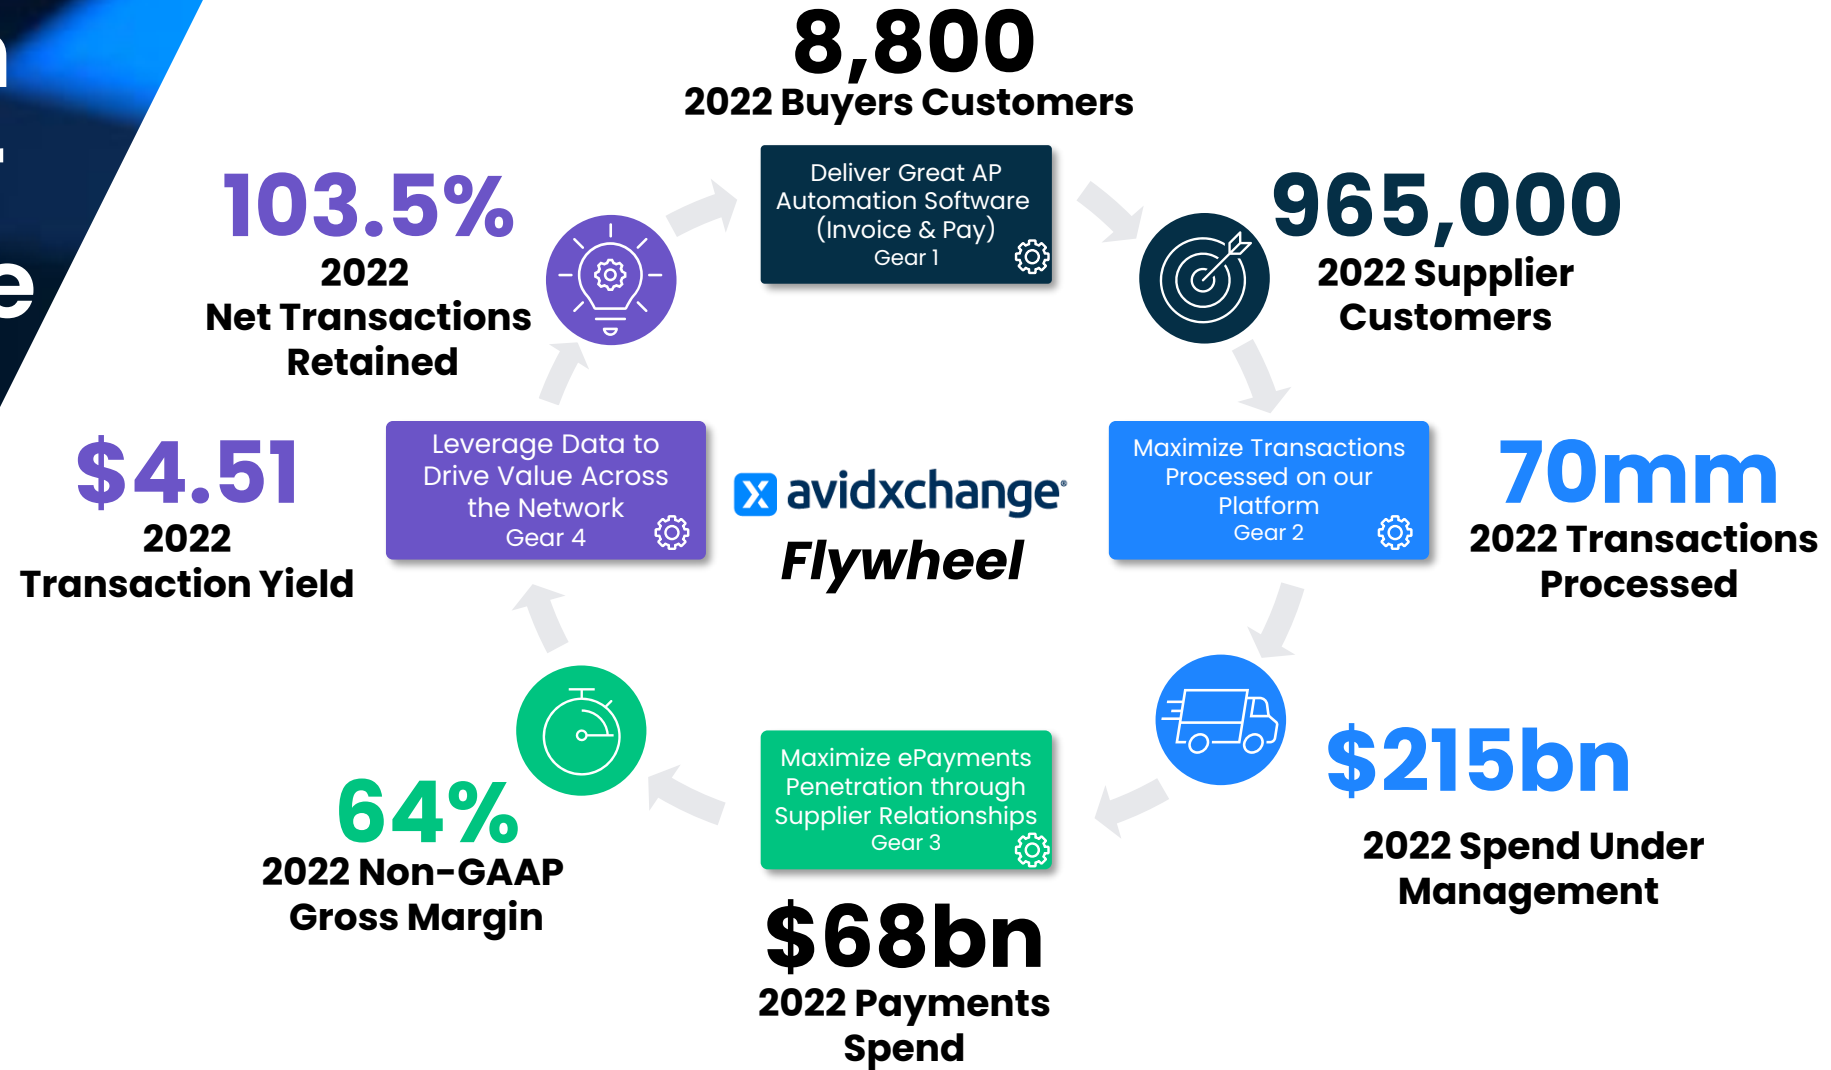 8,800
2022 Buyers Customers
Deliver Great AP
Automation Software
(Invoice & Pay)
Gear 1
965,000
2022 Supplier
Customers
Maximize Transactions
Processed on our
Platform
Gear 2
70mm
2022 Transactions
Processed
$215bn
2022 Spend Under
Management
Maximize ePayments
Penetration through
Supplier Relationships
Gear 3
$68bn
2022 Payments
Spend
64%
2022 Non-GAAP
Gross Margin
Leverage Data to
Drive Value Across
the Network
Gear 4
$4.51
2022
Transaction Yield
103.5%
2022
Net Transactions
Retained
avidxchange
Flywheel